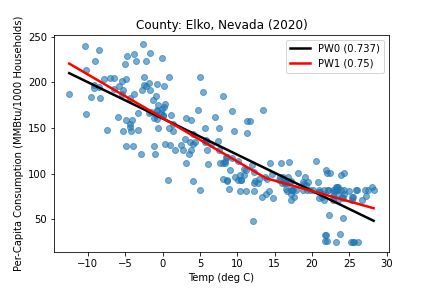 County: Elko, Nevada (2020)
PW0 (0.737)
PW1 (0.75)
Per-Capita Consumption (MMBtu/1000 Households)
250
200
150
100
50
−10
−5
0
5
10
15
20
25
30
Temp (deg C)